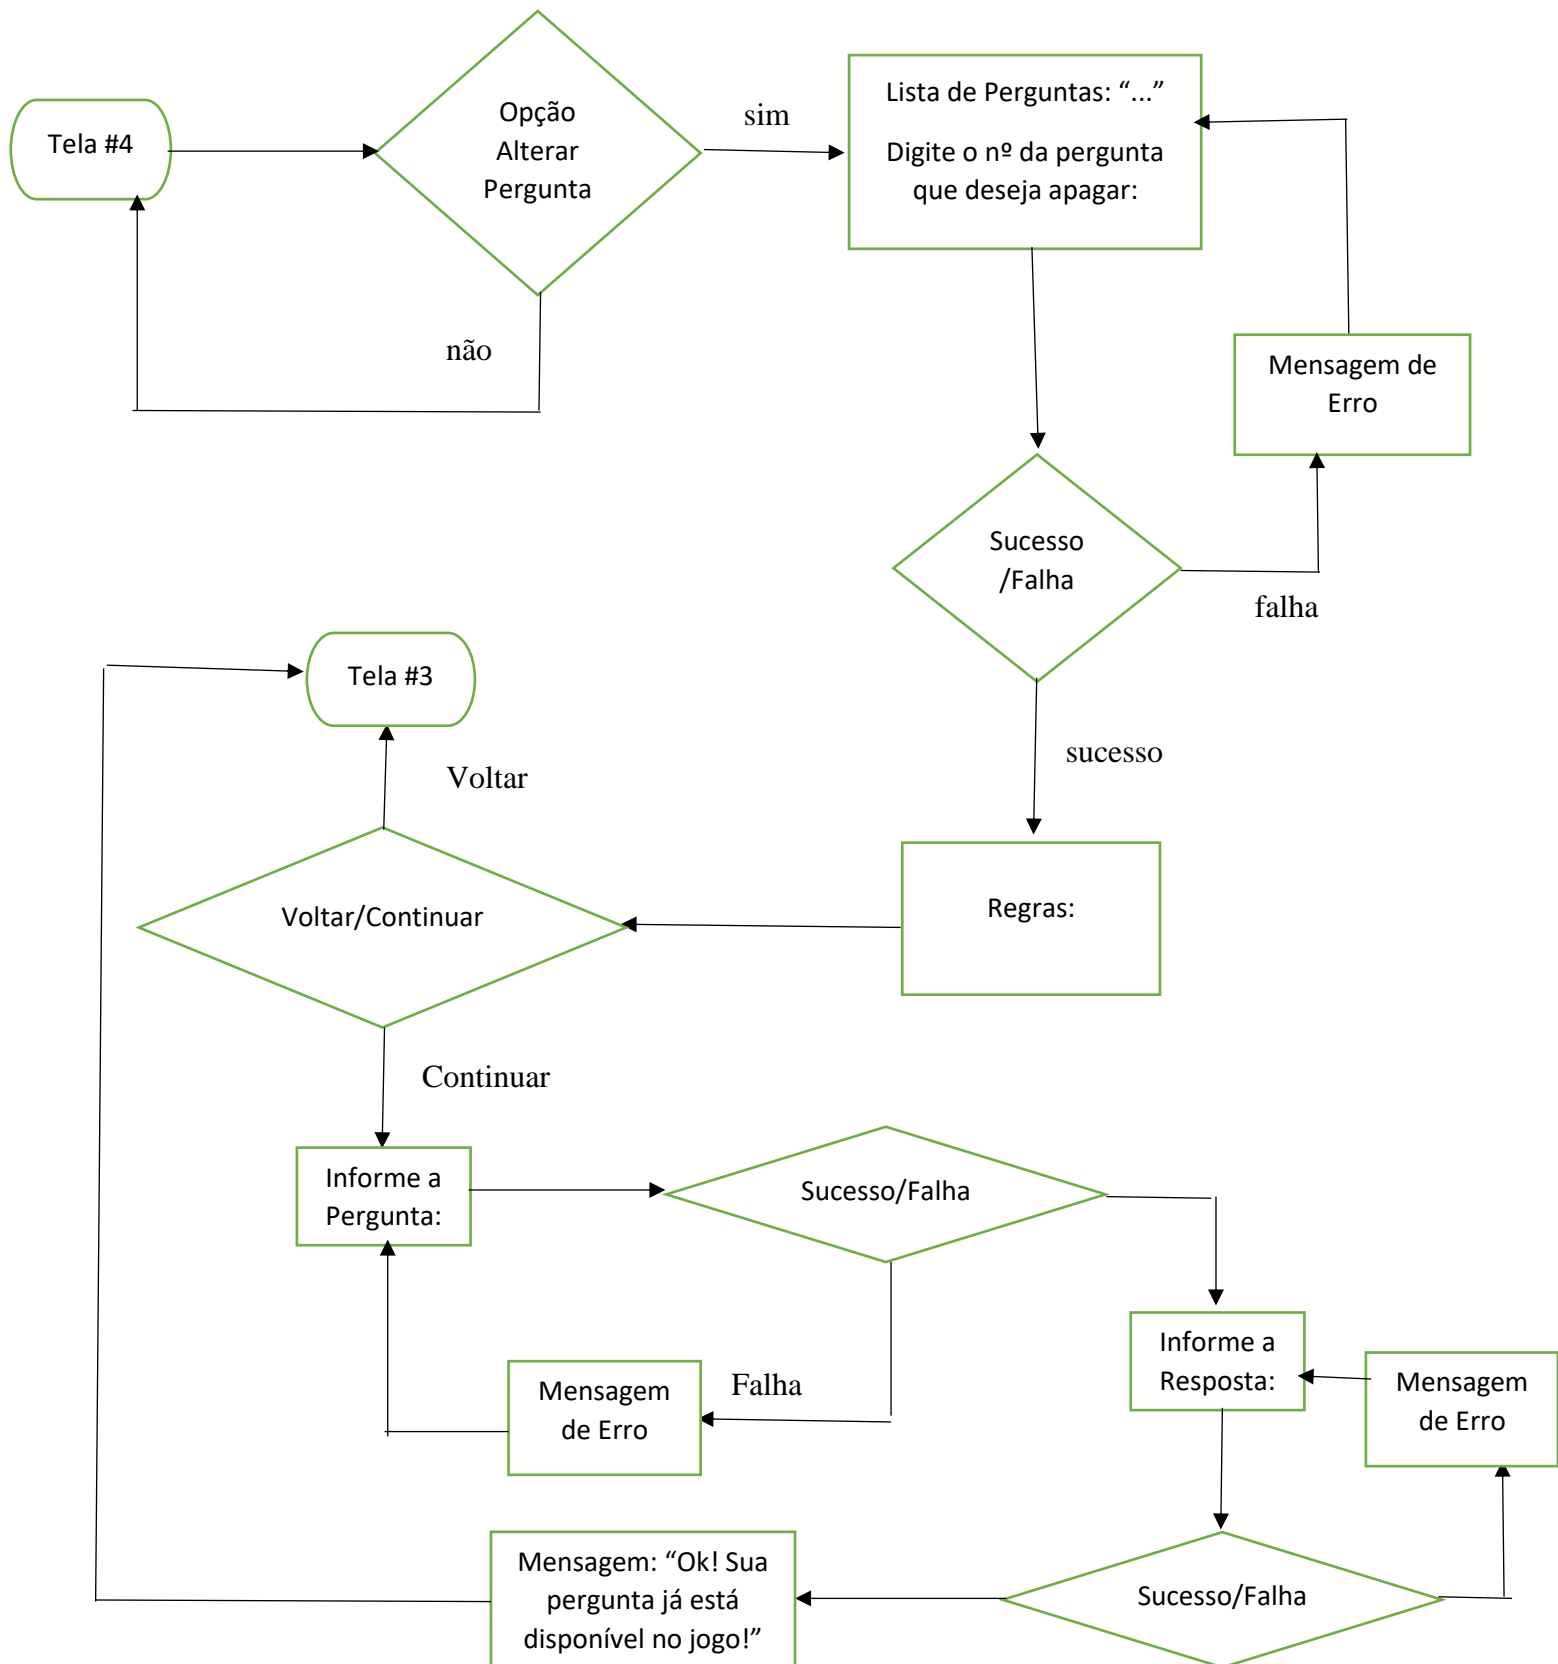 Tela #4
Opção
Alterar
Pergunta
sim
Lista de Perguntas: “...”
Digite o nº da pergunta
que deseja apagar:
não
Mensagem de
Erro
Sucesso
/Falha
falha
Tela #3
sucesso
Voltar
Voltar/Continuar
Regras:
Continuar
Informe a
Pergunta:
Sucesso/Falha
Informe a
Resposta:
Mensagem
de Erro
Falha
Mensagem
de Erro
Mensagem: “Ok! Sua
pergunta já está
disponível no jogo!”
Sucesso/Falha